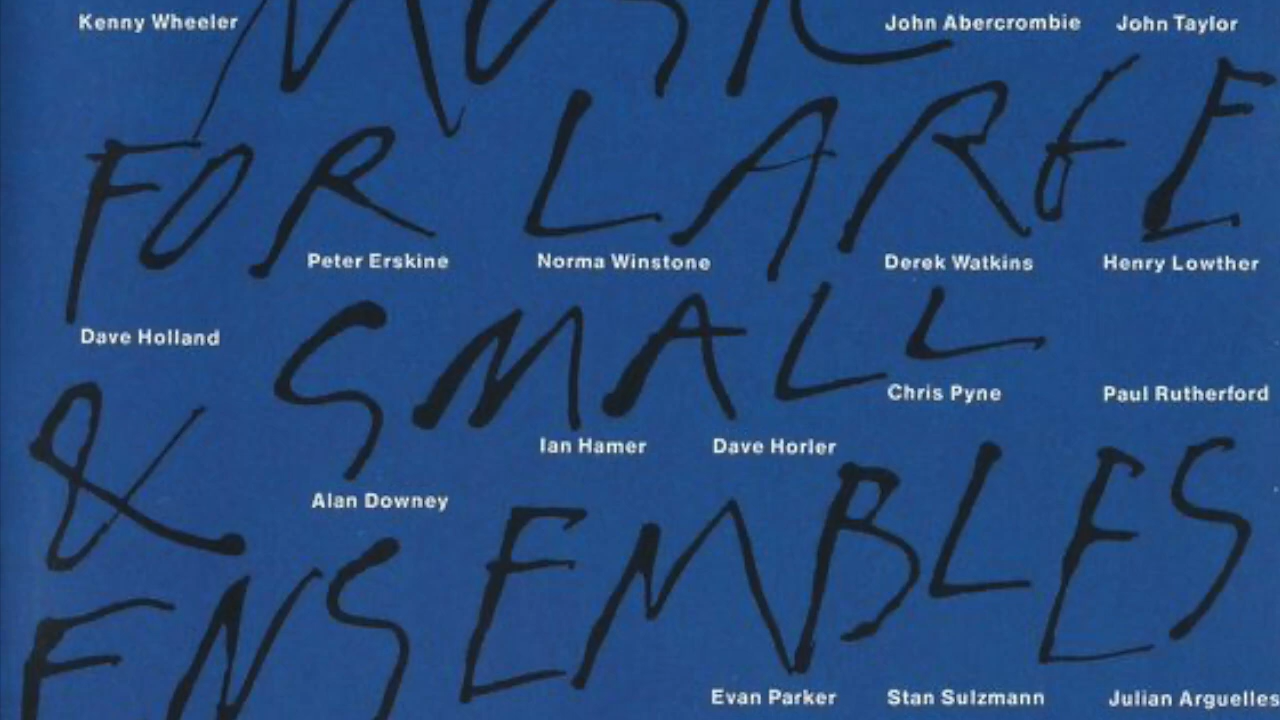 Kenny Wheeler John Abercrombie John Taylor
MUSIC
FOR LARGE
Peter Erskine Norma Winstone Derek Watkins Henry Lowther
Dave Holland
SMALL
Chris Pyne Paul Rutherford
&
Ian Hamer Dave Horler
Alan Downey
ENSEMBLES
Evan Parker Stan Sulzmann Julian Arguelles